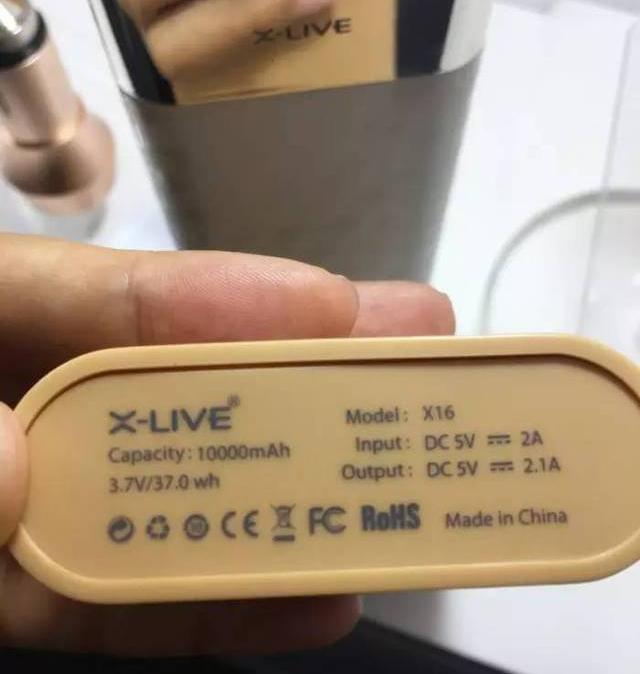 X-LIVE
X-LIVE®
Capacity: 10000mAh
3.7V/37.0 wh
Model: X16
Input: DC 5V ⎓ 2A
Output: DC 5V ⎓ 2.1A
CE FC RoHS Made in China